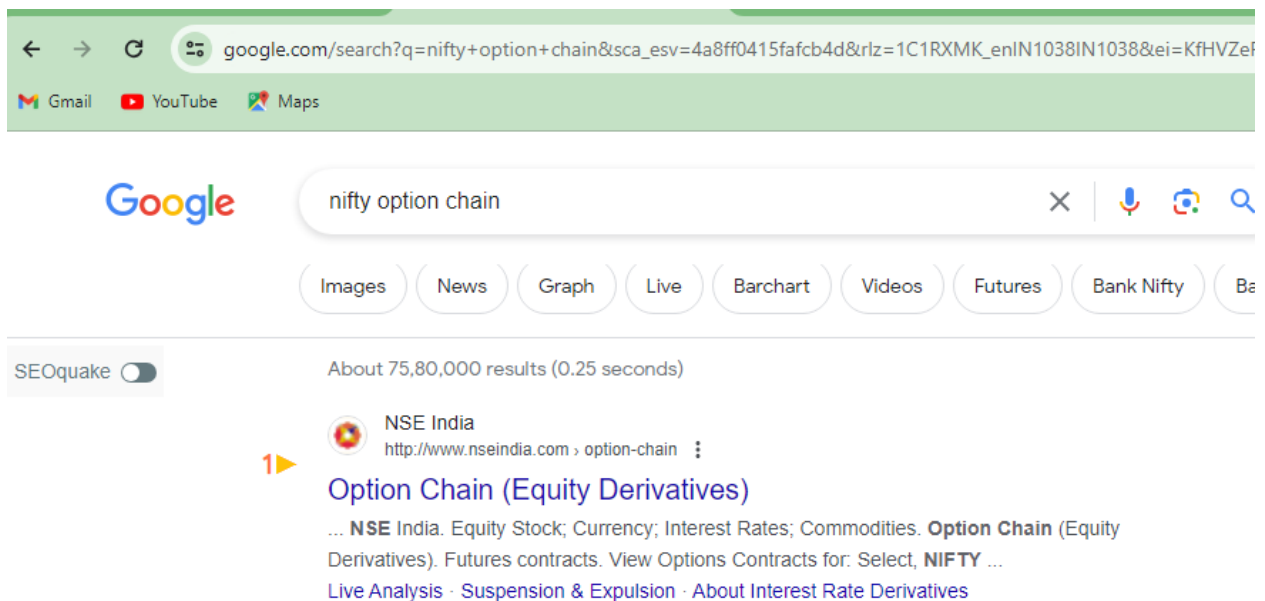 google.com/search?q=nifty+option+chain&sca_esv=4a8ff0415fafcb4d&rlz=1C1RXMK_enIN1038IN1038&ei=KfHVZeF
Gmail YouTube Maps
Google nifty option chain
Images News Graph Live Barchart Videos Futures Bank Nifty Ba
SEOquake About 75,80,000 results (0.25 seconds)
NSE India
http://www.nseindia.com › option-chain
1
Option Chain (Equity Derivatives)
... NSE India. Equity Stock; Currency; Interest Rates; Commodities. Option Chain (Equity
Derivatives). Futures contracts. View Options Contracts for: Select, NIFTY ...
Live Analysis · Suspension & Expulsion · About Interest Rate Derivatives